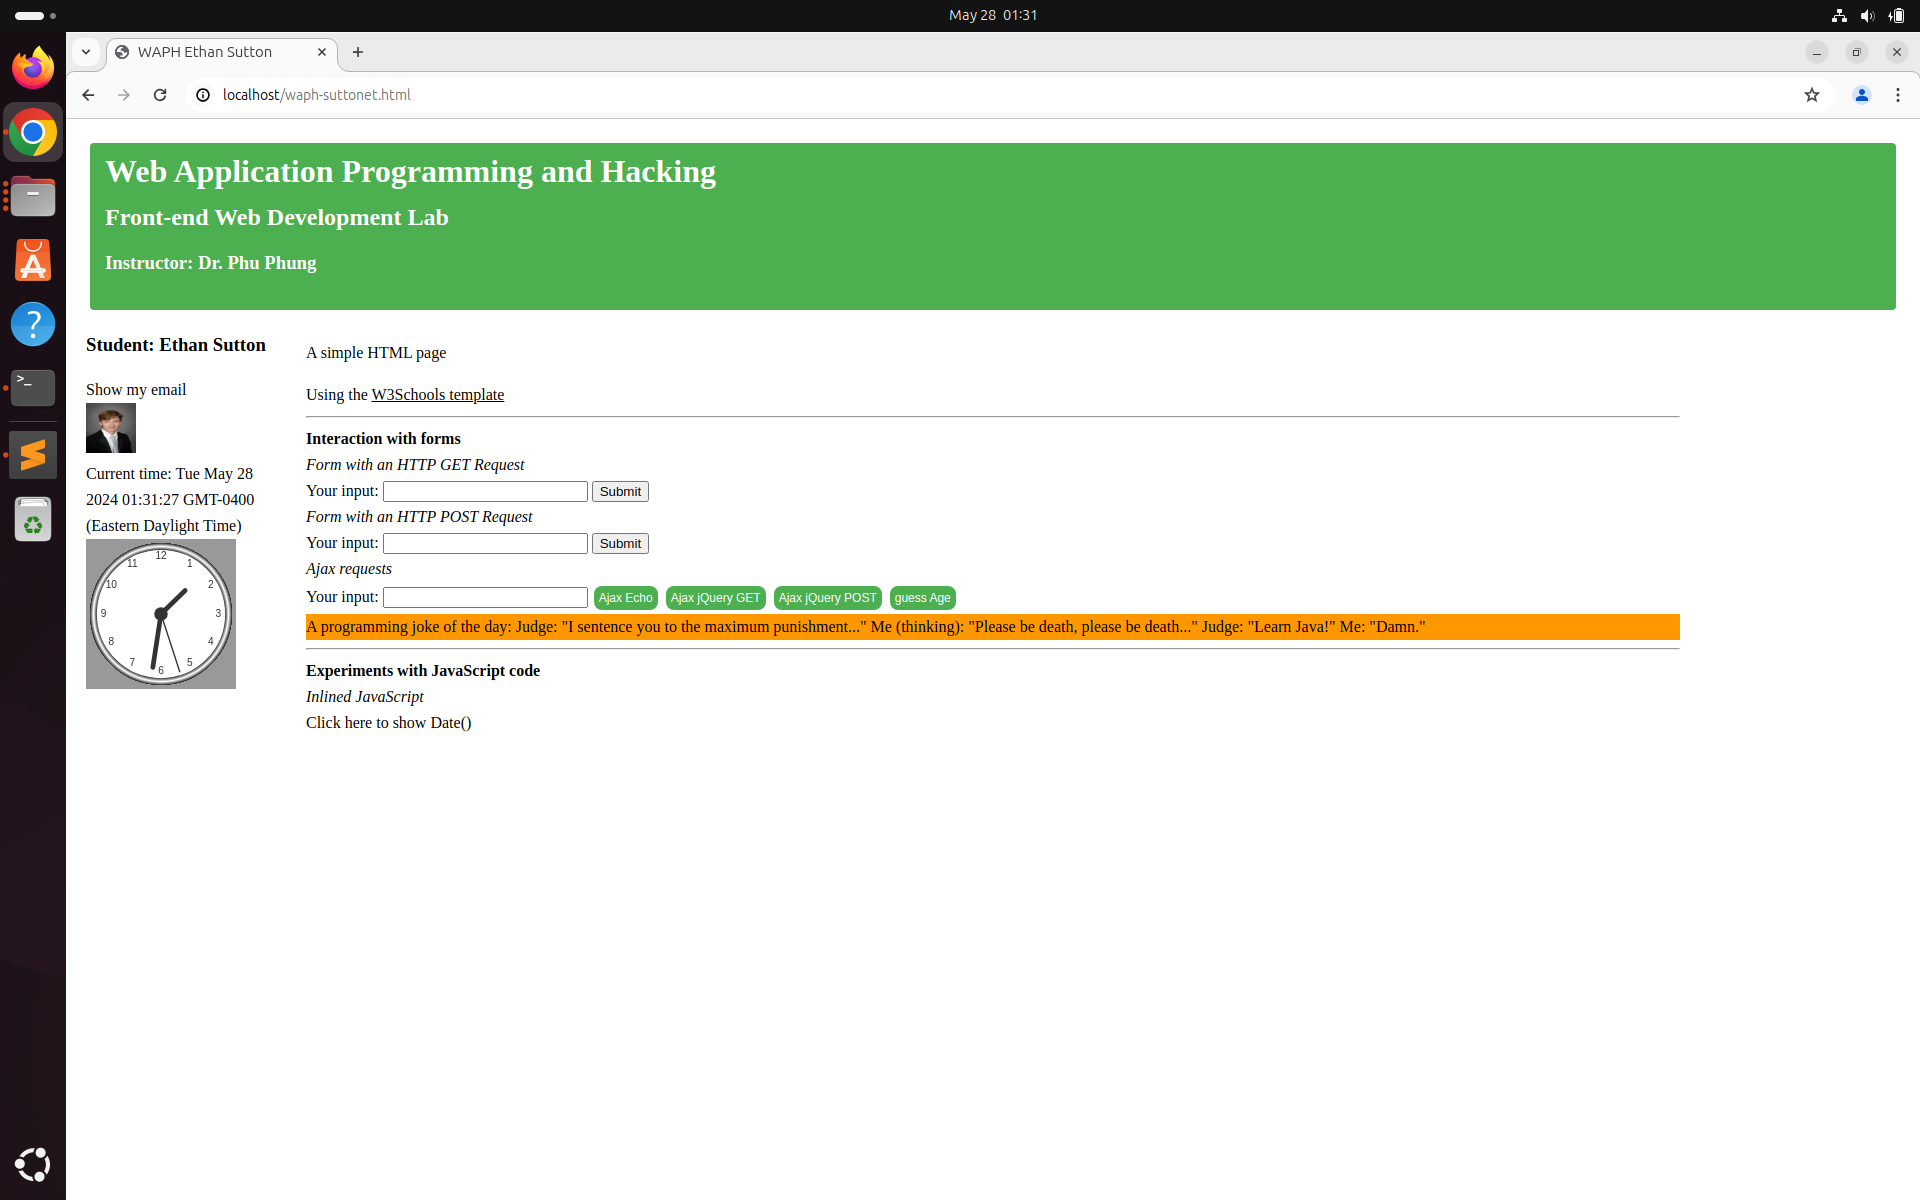 May 28 01:31
WAPH Ethan Sutton
localhost/waph-suttonet.html
Web Application Programming and Hacking
Front-end Web Development Lab
Instructor: Dr. Phu Phung
Student: Ethan Sutton
Show my email
Current time: Tue May 28
2024 01:31:27 GMT-0400
(Eastern Daylight Time)
12
11 1
10 2
9 3
8 4
7 5
6
A simple HTML page
Using the W3Schools template
Interaction with forms
Form with an HTTP GET Request
Your input: Submit
Form with an HTTP POST Request
Your input: Submit
Ajax requests
Your input: Ajax Echo Ajax jQuery GET Ajax jQuery POST guess Age
A programming joke of the day: Judge: "I sentence you to the maximum punishment..." Me (thinking): "Please be death, please be death..." Judge: "Learn Java!" Me: "Damn."
Experiments with JavaScript code
Inlined JavaScript
Click here to show Date()